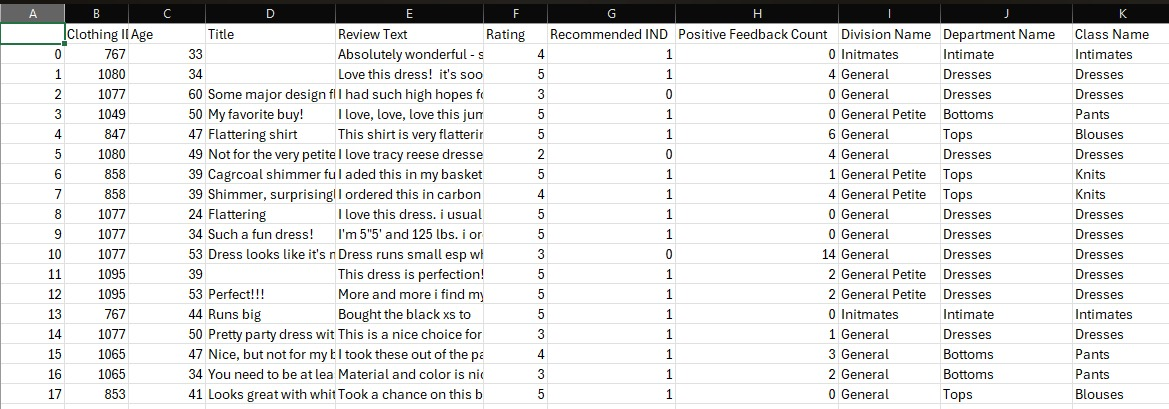 A B C D E F G H I J K
Clothing II Age Title Review Text Rating Recommended IND Positive Feedback Count Division Name Department Name Class Name
0 767 33 Absolutely wonderful - s 4 1 0 Initmates Intimate Intimates
1 1080 34 Love this dress! it's soo 5 1 4 General Dresses Dresses
2 1077 60 Some major design fl I had such high hopes fo 3 0 0 General Dresses Dresses
3 1049 50 My favorite buy! I love, love, love this jum 5 1 0 General Petite Bottoms Pants
4 847 47 Flattering shirt This shirt is very flatterin 5 1 6 General Tops Blouses
5 1080 49 Not for the very petite I love tracy reese dresse 2 0 4 General Dresses Dresses
6 858 39 Cagrcoal shimmer fu I aded this in my basket 5 1 1 General Petite Tops Knits
7 858 39 Shimmer, surprisingl I ordered this in carbon 4 1 4 General Petite Tops Knits
8 1077 24 Flattering I love this dress. i usual 5 1 0 General Dresses Dresses
9 1077 34 Such a fun dress! I'm 5"5' and 125 lbs. i or 5 1 0 General Dresses Dresses
10 1077 53 Dress looks like it's n Dress runs small esp wh 3 0 14 General Dresses Dresses
11 1095 39 This dress is perfection! 5 1 2 General Petite Dresses Dresses
12 1095 53 Perfect!!! More and more i find my 5 1 2 General Petite Dresses Dresses
13 767 44 Runs big Bought the black xs to 5 1 0 Initmates Intimate Intimates
14 1077 50 Pretty party dress wit This is a nice choice for 3 1 1 General Dresses Dresses
15 1065 47 Nice, but not for my b I took these out of the pa 4 1 3 General Bottoms Pants
16 1065 34 You need to be at lea Material and color is nic 3 1 2 General Bottoms Pants
17 853 41 Looks great with whit Took a chance on this b 5 1 0 General Tops Blouses